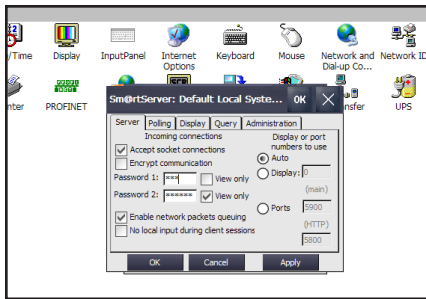 /Time
Display
InputPanel
Internet
Options
Keyboard
Mouse
Network and
Dial-up Co...
Network ID
nter
PROFINET
nsfer
UPS
Sm@rtServer: Default Local Syste...
OK
Server
Polling
Display
Query
Administration
Incoming connections
Accept socket connections
Encrypt communication
Password 1:
***
View only
Password 2:
******
View only
Enable network packets queuing
No local input during client sessions
Display or port
numbers to use
Auto
Display:
0
(main)
Ports
5900
(HTTP)
5800
OK
Cancel
Apply